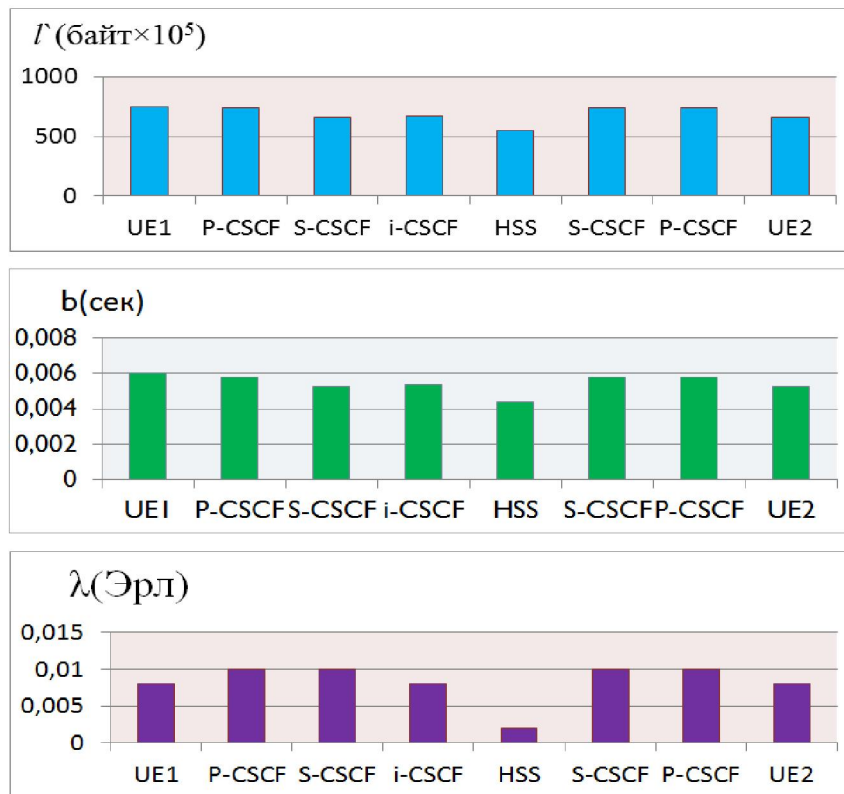 l` (байт×10⁵)
1000
500
0
UE1 P-CSCF S-CSCF i-CSCF HSS S-CSCF P-CSCF UE2
b(сек)
0,008
0,006
0,004
0,002
0
UE1 P-CSCF S-CSCF i-CSCF HSS S-CSCF P-CSCF UE2
λ(Эрл)
0,015
0,01
0,005
0
UE1 P-CSCF S-CSCF i-CSCF HSS S-CSCF P-CSCF UE2